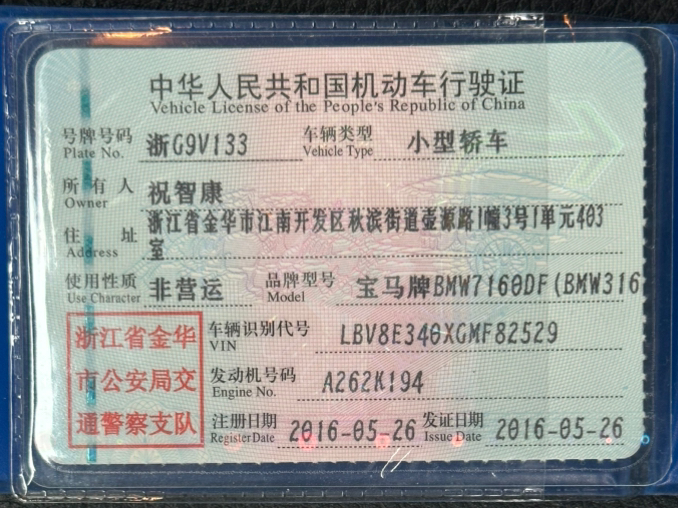 中华人民共和国机动车行驶证
Vehicle License of the People's Republic of China
号牌号码 浙G9V133 车辆类型 小型轿车
Plate No. Vehicle Type
所有人 祝智康
Owner
浙江省金华市江南开发区秋滨街道壶源路1幢3号1单元403
住址 室
Address
使用性质 非营运 品牌型号 宝马牌BMW7160DF(BMW316
Use Character Model
浙江省金华 车辆识别代号 LBV8E340XGMF82529
VIN
市公安局交 发动机号码 A262K194
Engine No.
通警察支队 注册日期 2016-05-26 发证日期 2016-05-26
Register Date Issue Date